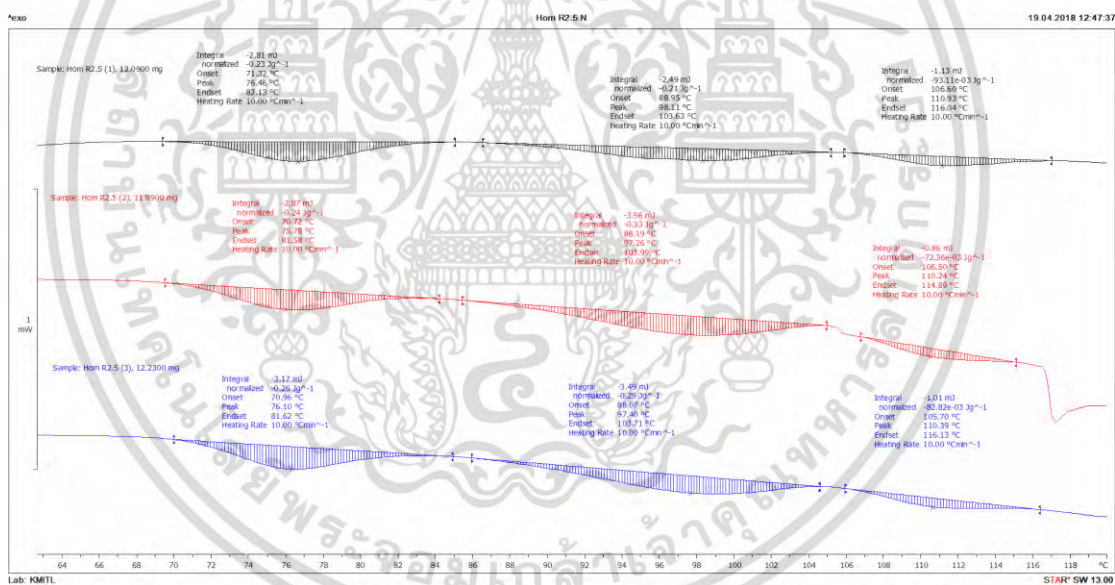 ^exo
Hom R2.5 N
19.04.2018 12:47:37
Sample: Hom R2.5 (1), 12.0900 mg
Integral -2.81 mJ
normalized -0.23 Jg^-1
Onset 71.32 °C
Peak 76.46 °C
Endset 82.13 °C
Heating Rate 10.00 °Cmin^-1
Integral -2.49 mJ
normalized -0.21 Jg^-1
Onset 88.95 °C
Peak 98.11 °C
Endset 103.63 °C
Heating Rate 10.00 °Cmin^-1
Integral -1.13 mJ
normalized -93.11e-03 Jg^-1
Onset 106.60 °C
Peak 110.93 °C
Endset 116.04 °C
Heating Rate 10.00 °Cmin^-1
Sample: Hom R2.5 (2), 11.8900 mg
Integral -2.87 mJ
normalized -0.24 Jg^-1
Onset 70.72 °C
Peak 75.78 °C
Endset 81.58 °C
Heating Rate 10.00 °Cmin^-1
Integral -3.96 mJ
normalized -0.33 Jg^-1
Onset 88.19 °C
Peak 97.26 °C
Endset 103.99 °C
Heating Rate 10.00 °Cmin^-1
Integral -0.86 mJ
normalized -72.36e-03 Jg^-1
Onset 106.50 °C
Peak 110.24 °C
Endset 114.89 °C
Heating Rate 10.00 °Cmin^-1
1
mW
Sample: Hom R2.5 (3), 12.2300 mg
Integral -3.17 mJ
normalized -0.26 Jg^-1
Onset 70.96 °C
Peak 76.10 °C
Endset 81.62 °C
Heating Rate 10.00 °Cmin^-1
Integral -3.49 mJ
normalized -0.29 Jg^-1
Onset 88.07 °C
Peak 97.40 °C
Endset 103.71 °C
Heating Rate 10.00 °Cmin^-1
Integral -1.01 mJ
normalized -82.82e-03 Jg^-1
Onset 105.70 °C
Peak 110.39 °C
Endset 116.13 °C
Heating Rate 10.00 °Cmin^-1
64 66 68 70 72 74 76 78 80 82 84 86 88 90 92 94 96 98 100 102 104 106 108 110 112 114 116 118 °C
Lab: KMITL
STARe SW 13.00